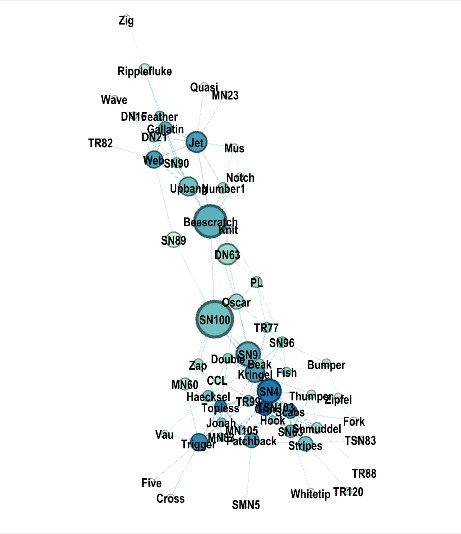 Zig
Ripplefluke
Quasi
MN23
Wave
DN16
Feather
Gallatin
DN21
TR82
Jet
Mus
Web
SN90
Notch
Upbang
Number1
Beescratch
Knit
SN89
DN63
PL
Oscar
SN100
TR77
SN96
SN9
Double
Beak
Zap
Kringel
Fish
Bumper
CCL
MN60
SN4
Haecksel
Thumper
Zipfel
TR99
Topless
TSN103
Scabs
Hook
Fork
Jonah
MN105
SN63
Shmuddel
Vau
Trigger
Patchback
Stripes
TSN83
TR88
Five
Cross
SMN5
Whitetip
TR120